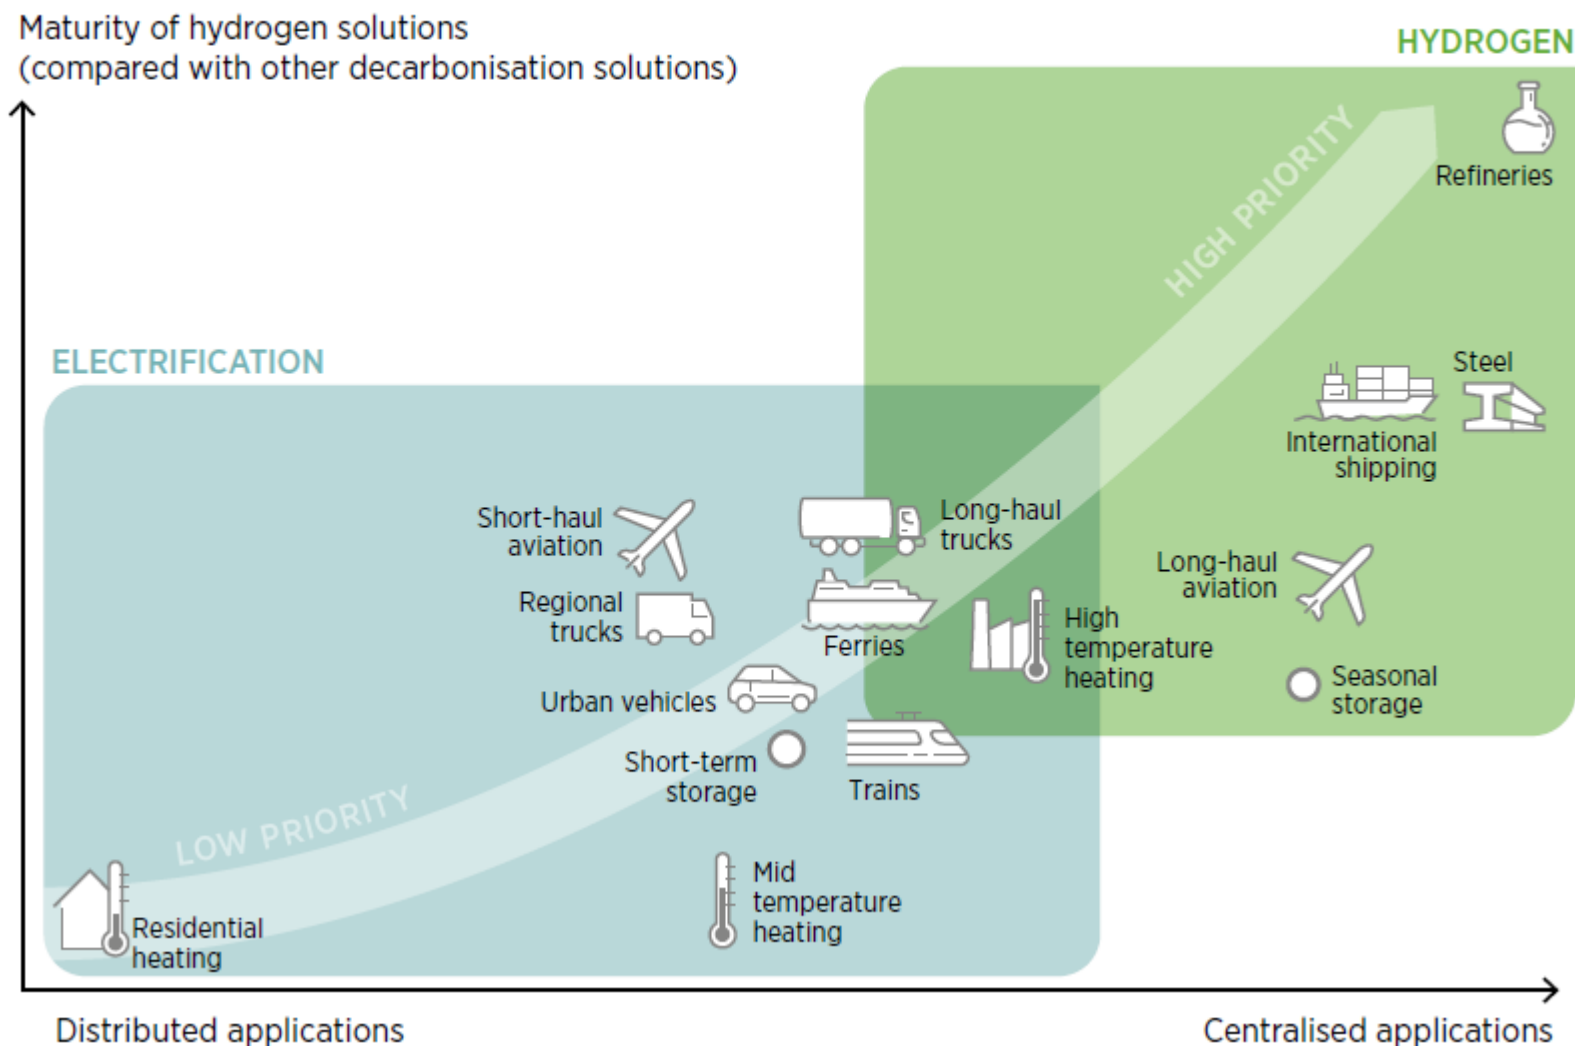 Maturity of hydrogen solutions
(compared with other decarbonisation solutions)
HYDROGEN
HIGH PRIORITY
Refineries
ELECTRIFICATION
Steel
International
shipping
Short-haul
aviation
Long-haul
trucks
Long-haul
aviation
Regional
trucks
Ferries
High
temperature
heating
Urban vehicles
Seasonal
storage
Short-term
storage
Trains
LOW PRIORITY
Mid
temperature
heating
Residential
heating
Distributed applications
Centralised applications